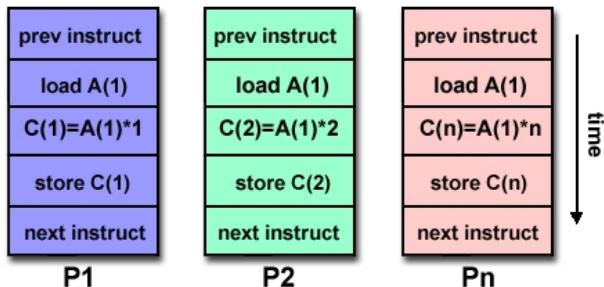 prev instruct
load A(1)
C(1)=A(1)*1
store C(1)
next instruct
P1
prev instruct
load A(1)
C(2)=A(1)*2
store C(2)
next instruct
P2
prev instruct
load A(1)
C(n)=A(1)*n
store C(n)
next instruct
Pn
time